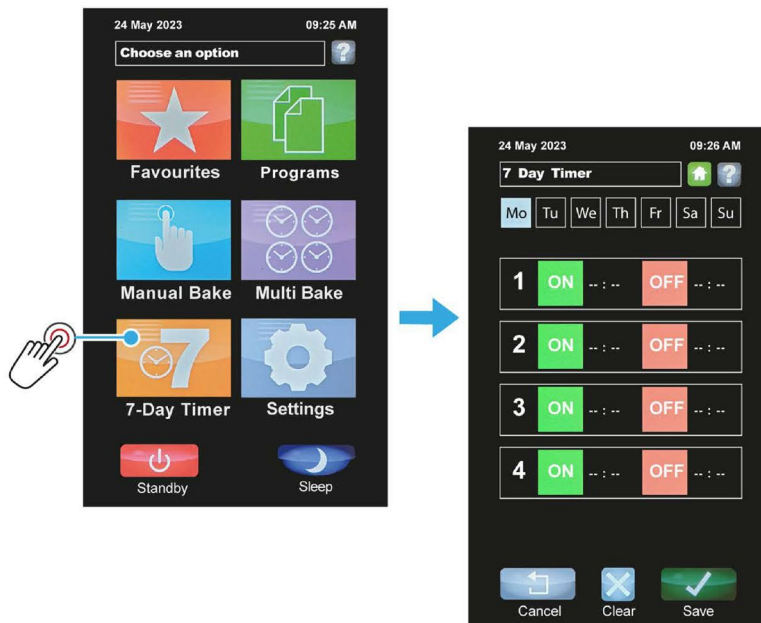 24 May 2023 09:25 AM
Choose an option ?
Favourites Programs
Manual Bake Multi Bake
7
7-Day Timer Settings
Standby Sleep
24 May 2023 09:26 AM
7 Day Timer ?
Mo Tu We Th Fr Sa Su
1 ON --:-- OFF --:--
2 ON --:-- OFF --:--
3 ON --:-- OFF --:--
4 ON --:-- OFF --:--
Cancel Clear Save